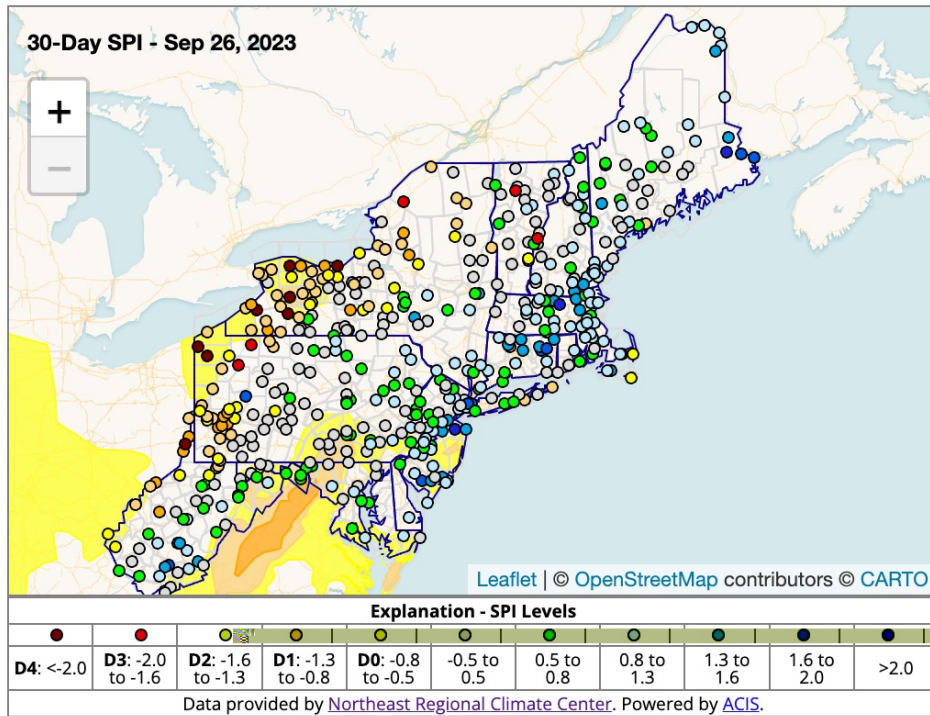 30-Day SPI - Sep 26, 2023
+
−
Leaflet | © OpenStreetMap contributors © CARTO
Explanation - SPI Levels
D4: <-2.0
D3: -2.0
to -1.6
D2: -1.6
to -1.3
D1: -1.3
to -0.8
D0: -0.8
to -0.5
-0.5 to
0.5
0.5 to
0.8
0.8 to
1.3
1.3 to
1.6
1.6 to
2.0
>2.0
Data provided by Northeast Regional Climate Center. Powered by ACIS.